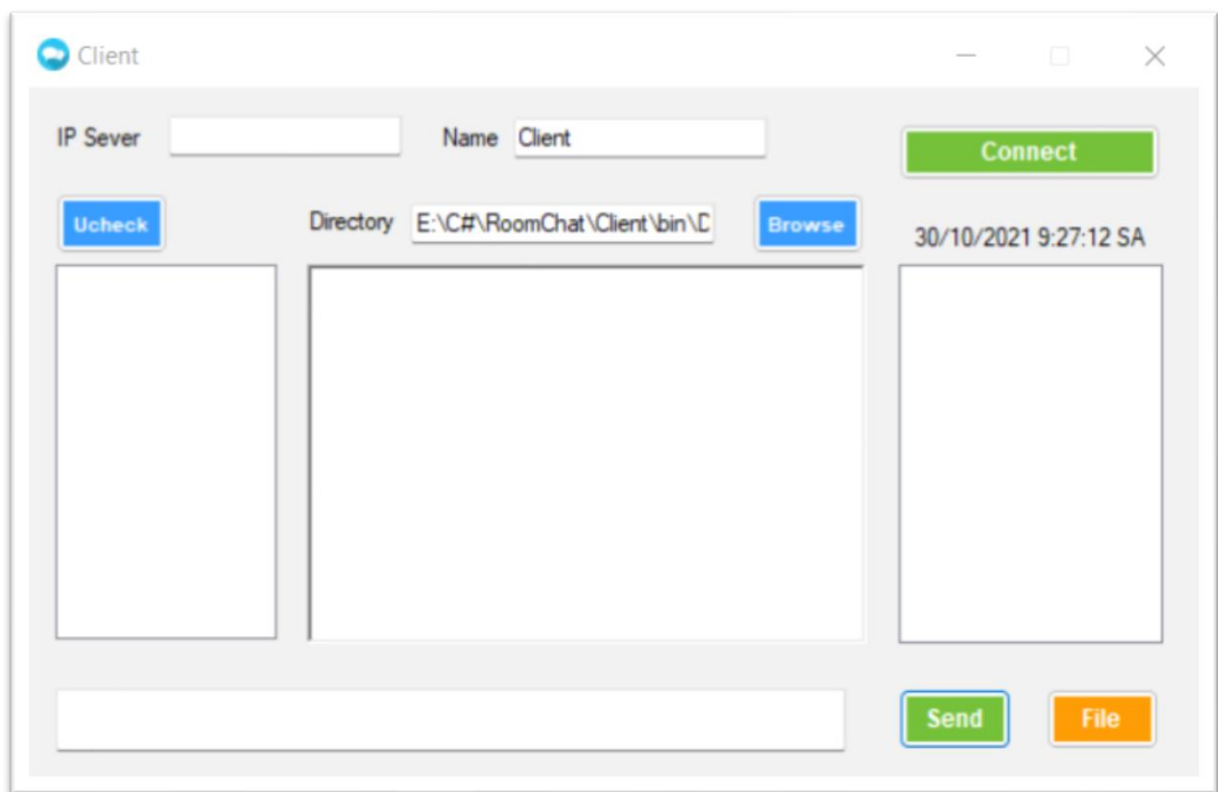 Client
IP Sever
Name Client
Connect
Ucheck
Directory E:\C#\RoomChat\Client\bin\D
Browse
30/10/2021 9:27:12 SA
Send
File